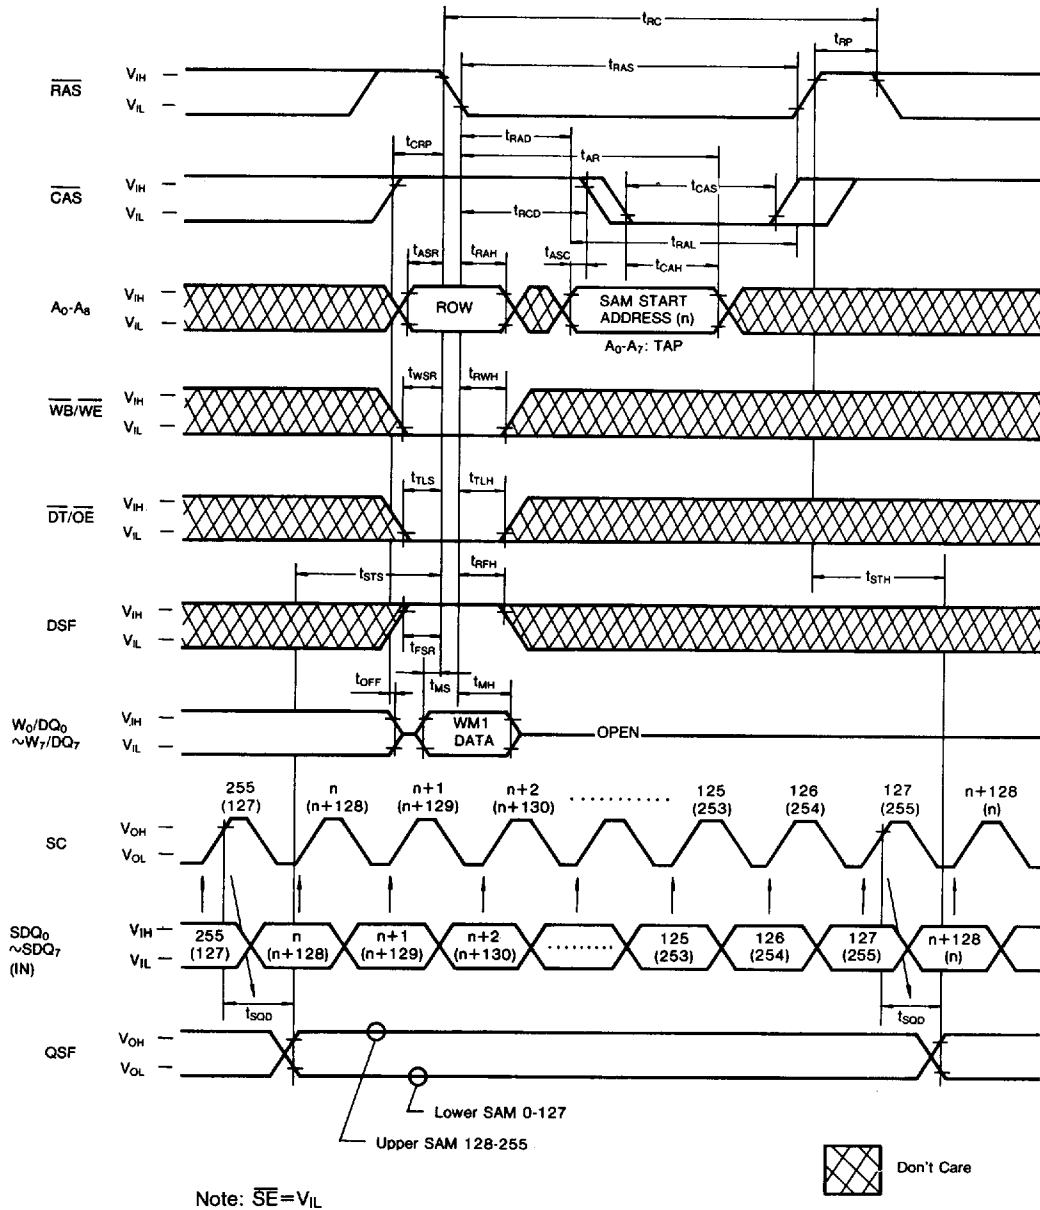 tRC
tRP
RAS
VIH
VIL
tRAS
tCRP
tRAD
tAR
CAS
VIH
VIL
tCAS
tRCD
tRAL
tASR
tRAH
tASC
tCAH
A0-A8
VIH
VIL
ROW
SAM START
ADDRESS (n)
A0-A7: TAP
tWSR
tRWH
WB/WE
VIH
VIL
tTLS
tTLH
DT/OE
VIH
VIL
tSTS
tRFH
tSTH
DSF
VIH
VIL
tFSR
tOFF
tMS
tMH
W0/DQ0
~W7/DQ7
VIH
VIL
WM1
DATA
OPEN
255 n n+1 n+2 ......... 125 126 127 n+128
(127) (n+128) (n+129) (n+130) (253) (254) (255) (n)
SC
VOH
VOL
SDQ0
~SDQ7
(IN)
VIH
VIL
255 n n+1 n+2 ......... 125 126 127 n+128
(127) (n+128) (n+129) (n+130) (253) (254) (255) (n)
tSQD
tSQD
QSF
VOH
VOL
Lower SAM 0-127
Upper SAM 128-255
Don't Care
Note: SE=VIL